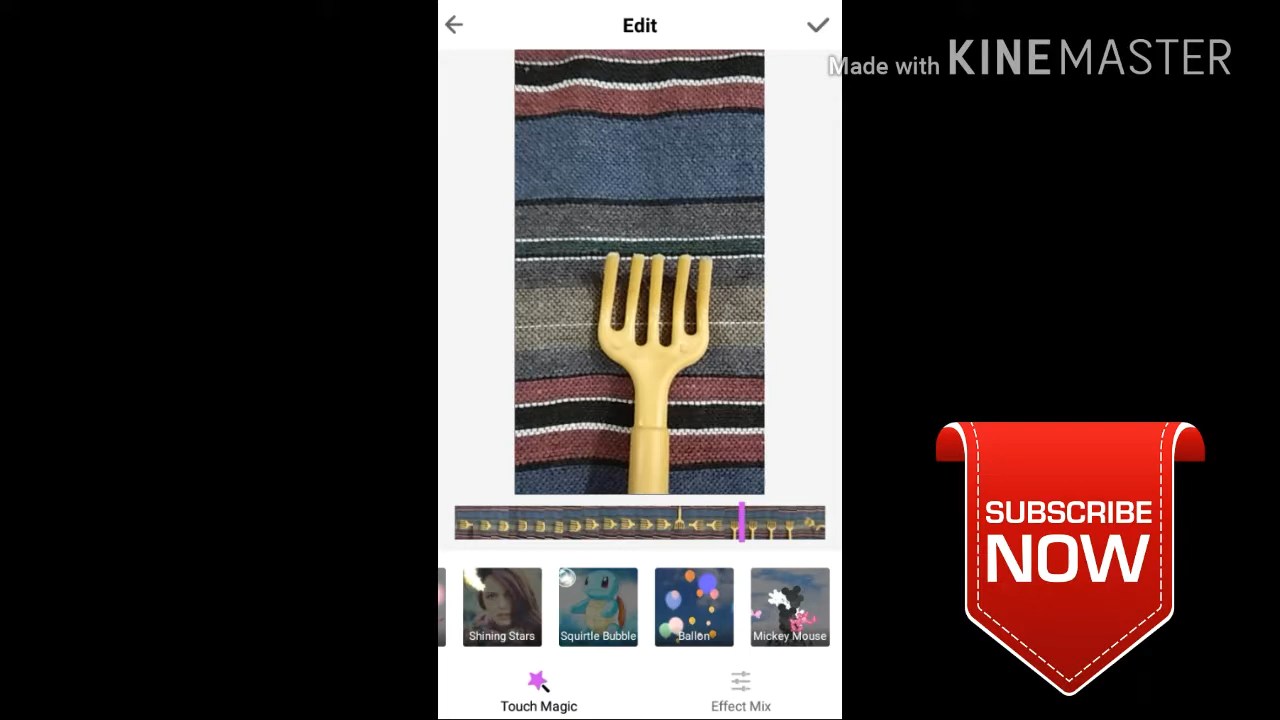 Edit
Made with KINEMASTER
SUBSCRIBE
NOW
Shining Stars
Squirtle Bubble
Ballon
Mickey Mouse
Touch Magic
Effect Mix